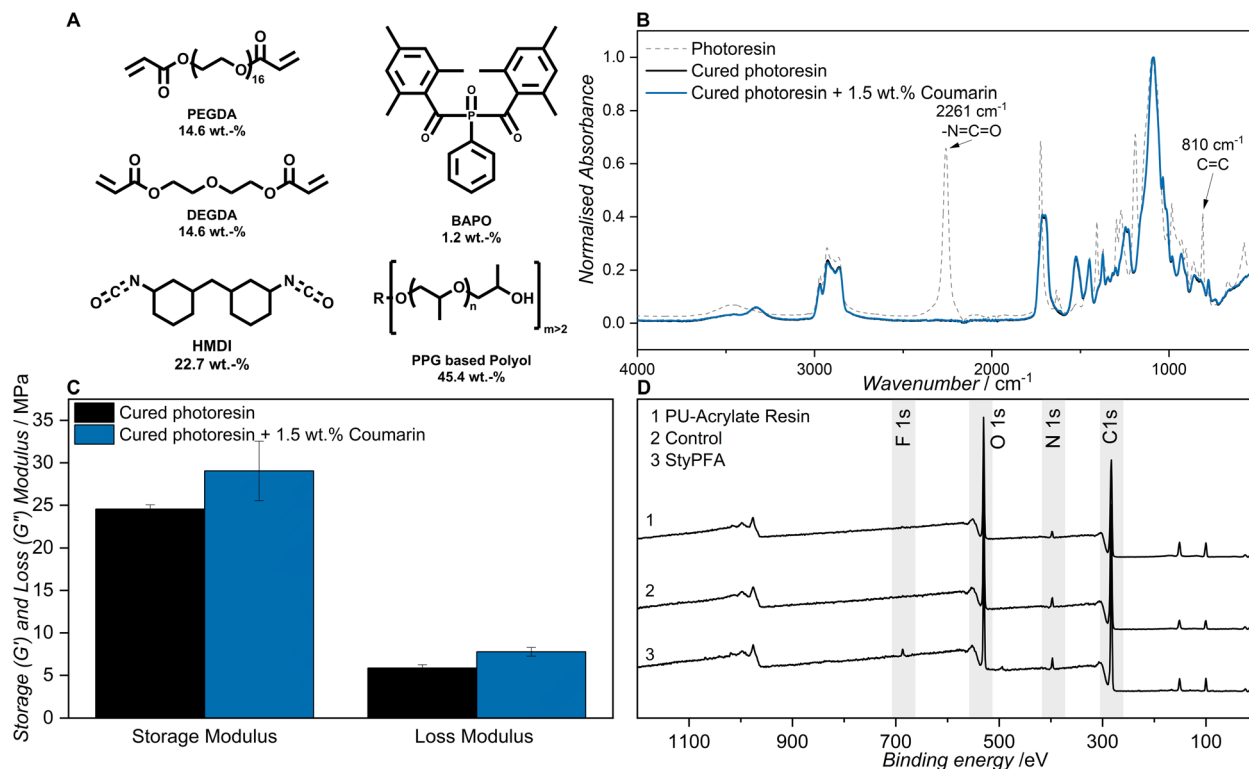 A
O
O
O
O
16
PEGDA
14.6 wt.-%
O
O
O
O
O
DEGDA
14.6 wt.-%
O
C
N
N
C
O
HMDI
22.7 wt.-%
O
O
P
O
BAPO
1.2 wt.-%
R
O
O
n
OH
m>2
PPG based Polyol
45.4 wt.-%
B
Photoresin
Cured photoresin
Cured photoresin + 1.5 wt.% Coumarin
2261 cm-1
-N=C=O
810 cm-1
C=C
Normalised Absorbance
1.0
0.8
0.6
0.4
0.2
0.0
4000
3000
2000
1000
Wavenumber / cm-1
C
Cured photoresin
Cured photoresin + 1.5 wt.% Coumarin
Storage (G') and Loss (G") Modulus / MPa
35
30
25
20
15
10
5
0
Storage Modulus
Loss Modulus
D
1 PU-Acrylate Resin
2 Control
3 StyPFA
F 1s
O 1s
N 1s
C1s
1
2
3
1100
900
700
500
300
100
Binding energy /eV